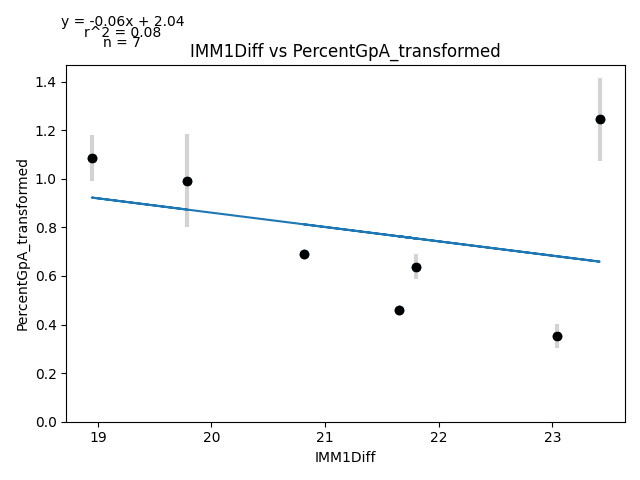 y = -0.06x + 2.04
r^2 = 0.08
n = 7
IMM1Diff vs PercentGpA_transformed
1.4
1.2
1.0
0.8
0.6
0.4
0.2
0.0
PercentGpA_transformed
19 20 21 22 23
IMM1Diff